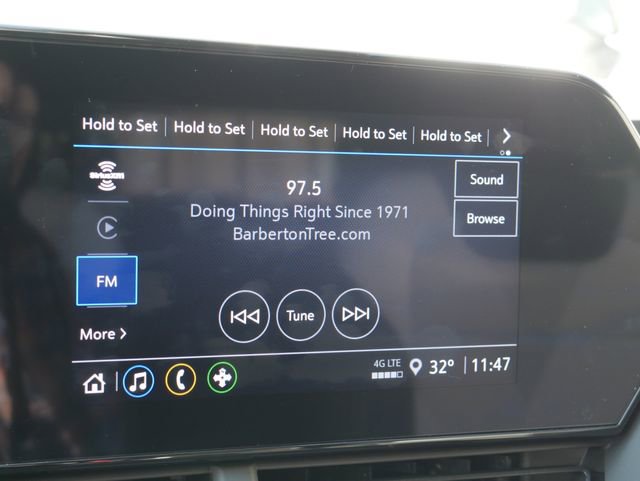 Hold to Set Hold to Set Hold to Set Hold to Set Hold to Set
SiriusXM
97.5
Sound
Doing Things Right Since 1971
Browse
BarbertonTree.com
FM
Tune
More
4G LTE 32° 11:47